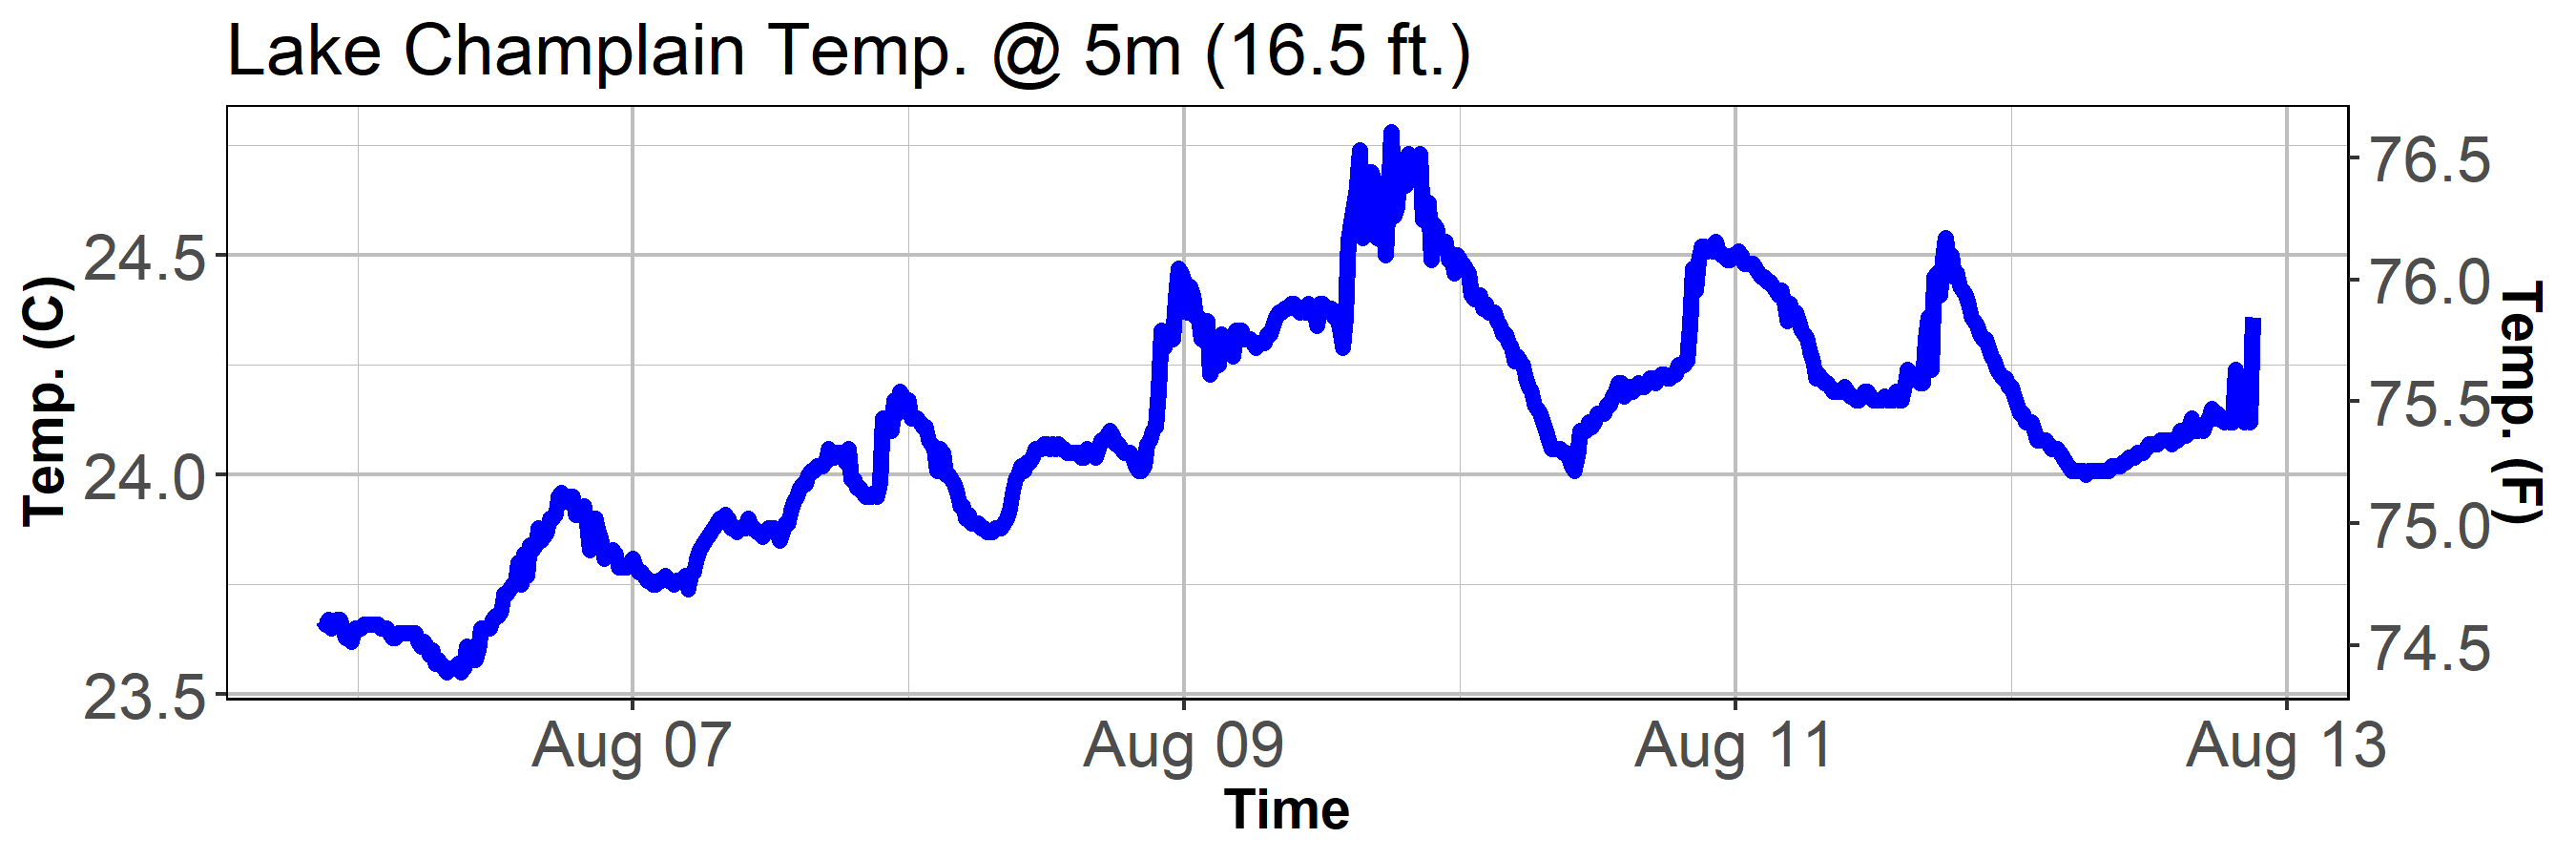 Lake Champlain Temp. @ 5m (16.5 ft.)
Temp. (C)
24.5
24.0
23.5
76.5
76.0
75.5
75.0
74.5
Temp. (F)
Aug 07 Aug 09 Aug 11 Aug 13
Time